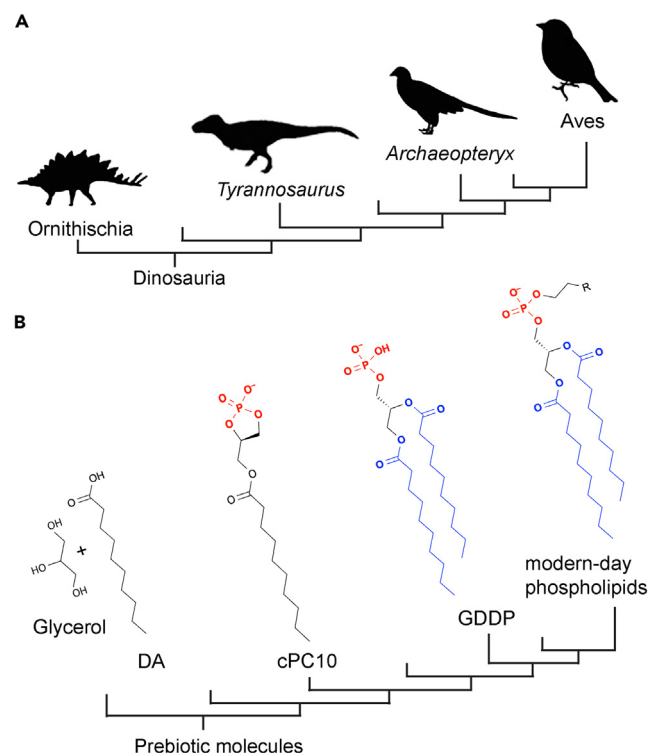 A
Aves
Archaeopteryx
Tyrannosaurus
Ornithischia
Dinosauria
B
O⁻
O
P
O
O
R
O
O
O
O
O⁻
OH
O
P
O
O
O
O
O
O⁻
O
P
O
O
O
O
OH
O
OH
HO
OH
+
Glycerol
DA
cPC10
GDDP
modern-day
phospholipids
Prebiotic molecules